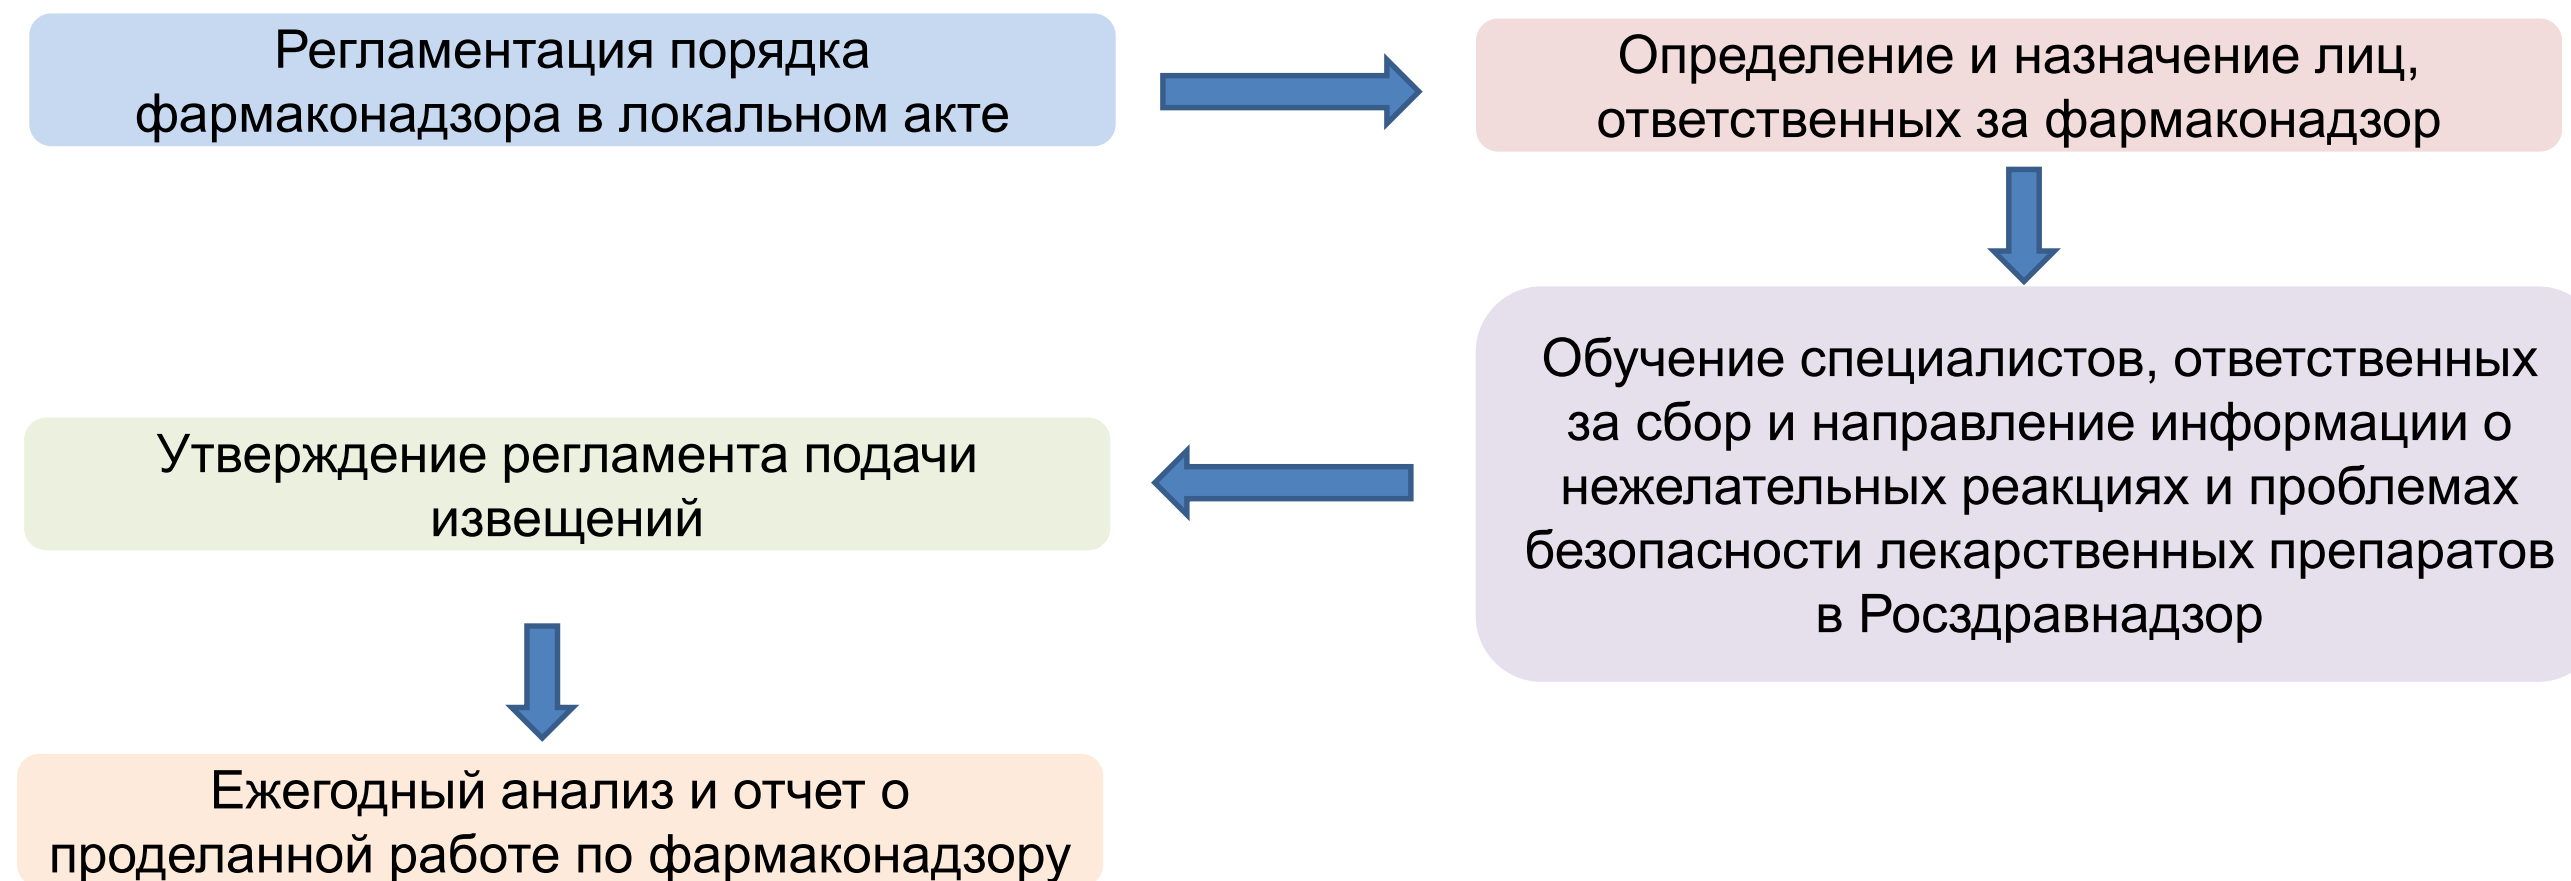 Регламентация порядка
фармаконадзора в локальном акте
Определение и назначение лиц,
ответственных за фармаконадзор
Обучение специалистов, ответственных
за сбор и направление информации о
нежелательных реакциях и проблемах
безопасности лекарственных препаратов
в Росздравнадзор
Утверждение регламента подачи
извещений
Ежегодный анализ и отчет о
проделанной работе по фармаконадзору